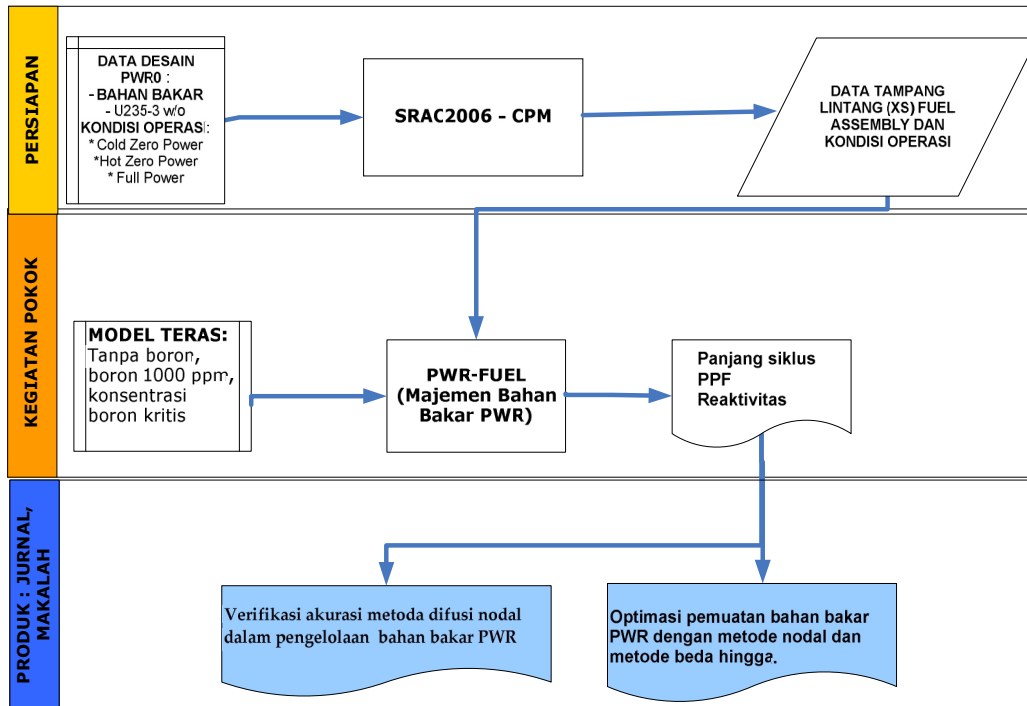 PERSIAPAN
DATA DESAIN
PWR0 :
- BAHAN BAKAR
- U235-3 w/o
KONDISI OPERASI:
* Cold Zero Power
*Hot Zero Power
* Full Power
SRAC2006 – CPM
DATA TAMPANG
LINTANG (XS) FUEL
ASSEMBLY DAN
KONDISI OPERASI
KEGIATAN POKOK
MODEL TERAS:
Tanpa boron,
boron 1000 ppm,
konsentrasi
boron kritis
PWR-FUEL
(Majemen Bahan
Bakar PWR)
Panjang siklus
PPF
Reaktivitas
PRODUK : JURNAL,
MAKALAH
Verifikasi akurasi metoda difusi nodal
dalam pengelolaan bahan bakar PWR
Optimasi pemuatan bahan bakar
PWR dengan metode nodal dan
metode beda hingga.